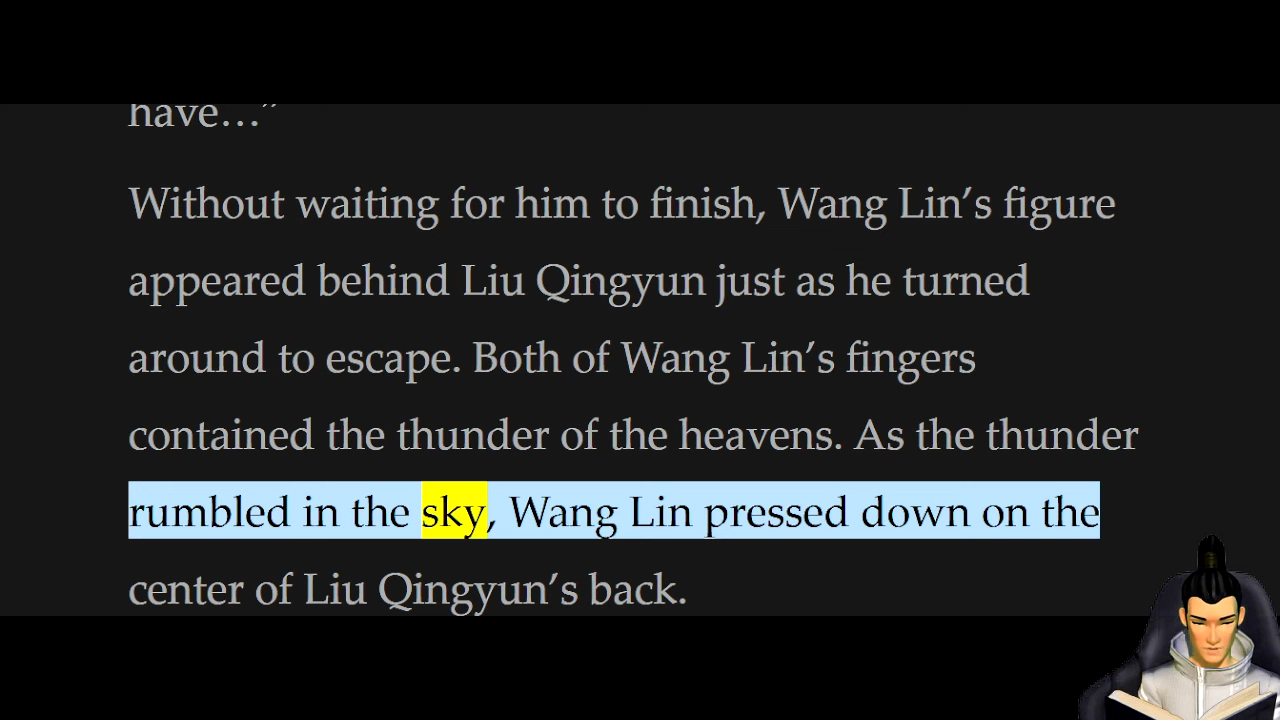 have…”
Without waiting for him to finish, Wang Lin’s figure
appeared behind Liu Qingyun just as he turned
around to escape. Both of Wang Lin’s fingers
contained the thunder of the heavens. As the thunder
rumbled in the sky, Wang Lin pressed down on the
center of Liu Qingyun’s back.